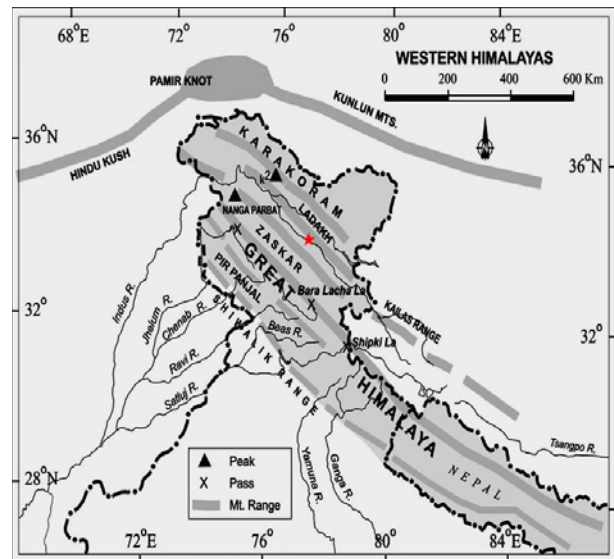 68°E 72°E 76°E 80°E 84°E
WESTERN HIMALAYAS
0 200 400 600 Km
PAMIR KNOT
KUNLUN MTS.
HINDU KUSH
36°N
36°N
KARAKORAM
K2
LADAKH
NANGA PARBAT
ZASKAR
GREAT
PIR PANJAL
Bara Lacha La
SHIWALIK RANGE
KAILAS RANGE
32°N
32°N
Indus R.
Jhelum R.
Chenab R.
Beas R.
Shipki La
Ravi R.
Satluj R.
HIMALAYA
NEPAL
Tsangpo R.
Yamuna R.
Ganga R.
28°N
28°N
Peak
Pass
Mt. Range
72°E 76°E 80°E 84°E